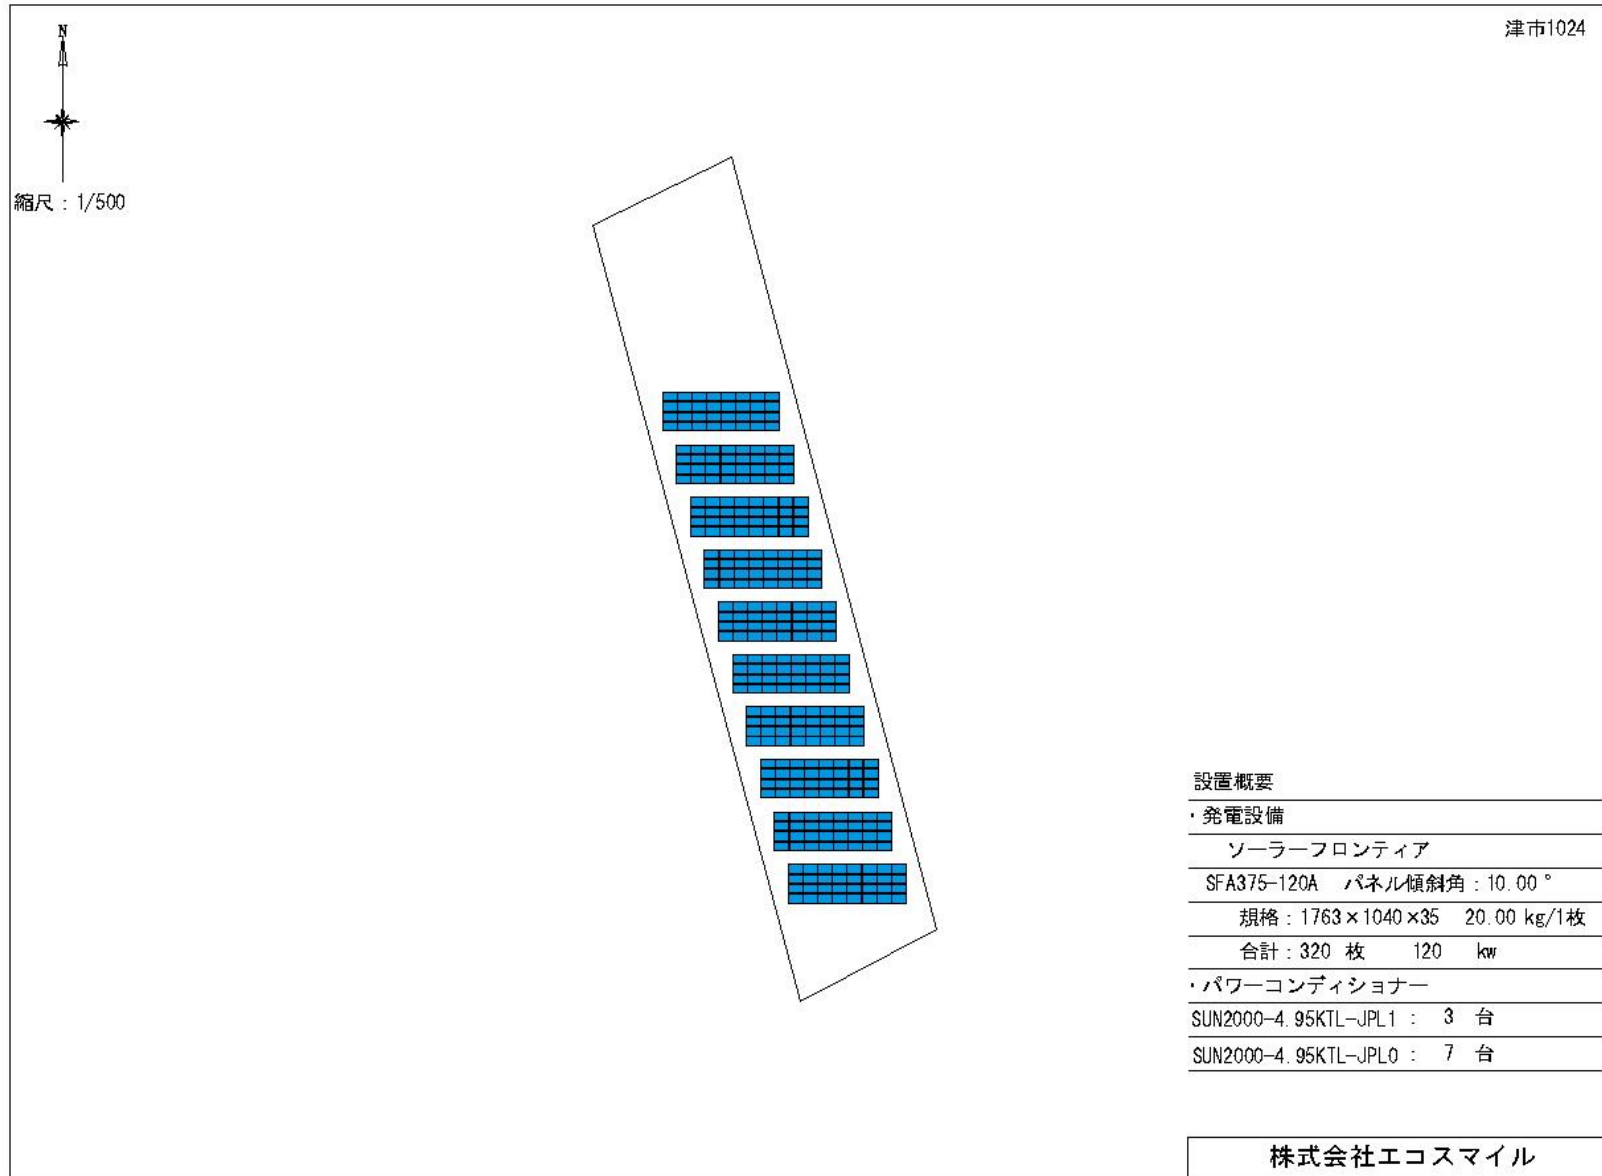 N
津市1024
縮尺：1/500
設置概要
・発電設備
ソーラーフロンティア
SFA375-120A　パネル傾斜角：10.00°
規格：1763×1040×35　20.00 kg/1枚
合計：320 枚　120　kw
・パワーコンディショナー
SUN2000-4.95KTL-JPL1 ： 3 台
SUN2000-4.95KTL-JPL0 ： 7 台
株式会社エコスマイル